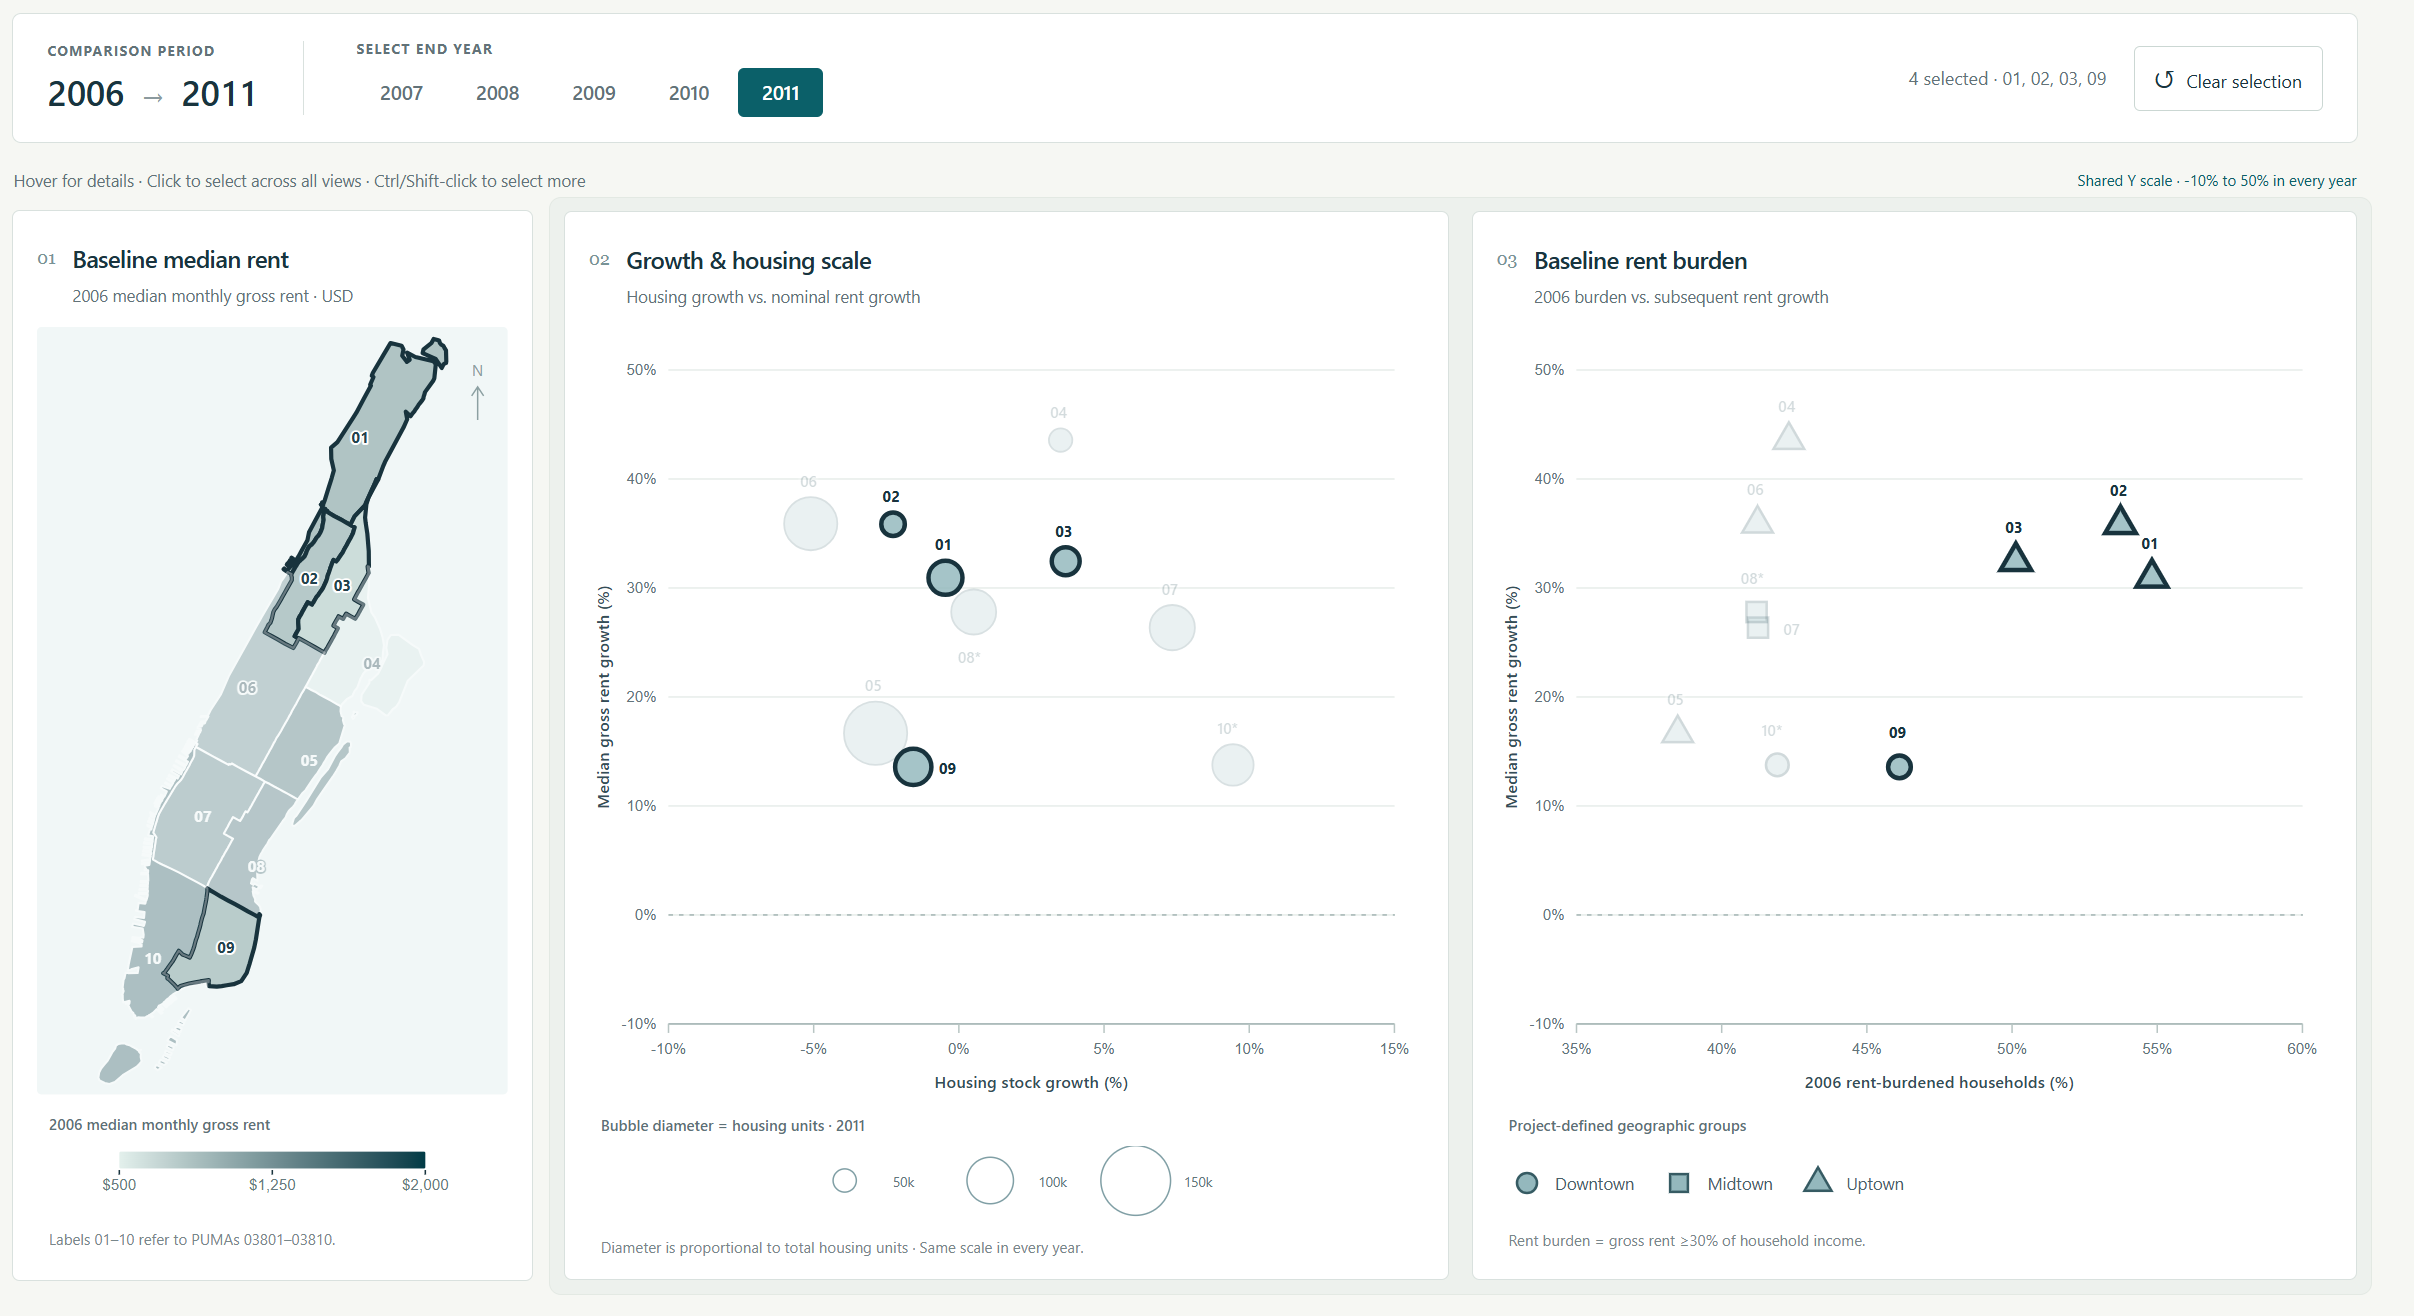 COMPARISON PERIOD
2006 → 2011
SELECT END YEAR
2007 2008 2009 2010 2011
4 selected · 01, 02, 03, 09
↺ Clear selection
Hover for details · Click to select across all views · Ctrl/Shift-click to select more
Shared Y scale · -10% to 50% in every year
01 Baseline median rent
2006 median monthly gross rent · USD
N
01
02
03
04
06
05
07
08
09
10
2006 median monthly gross rent
$500 $1,250 $2,000
Labels 01–10 refer to PUMAs 03801–03810.
02 Growth & housing scale
Housing growth vs. nominal rent growth
Median gross rent growth (%)
50%
40%
30%
20%
10%
0%
-10%
04
06
02
01
03
07
08*
05
10*
09
-10% -5% 0% 5% 10% 15%
Housing stock growth (%)
Bubble diameter = housing units · 2011
50k 100k 150k
Diameter is proportional to total housing units · Same scale in every year.
03 Baseline rent burden
2006 burden vs. subsequent rent growth
Median gross rent growth (%)
50%
40%
30%
20%
10%
0%
-10%
04
06
02
03
01
08*
07
05
10*
09
35% 40% 45% 50% 55% 60%
2006 rent-burdened households (%)
Project-defined geographic groups
Downtown Midtown Uptown
Rent burden = gross rent ≥30% of household income.